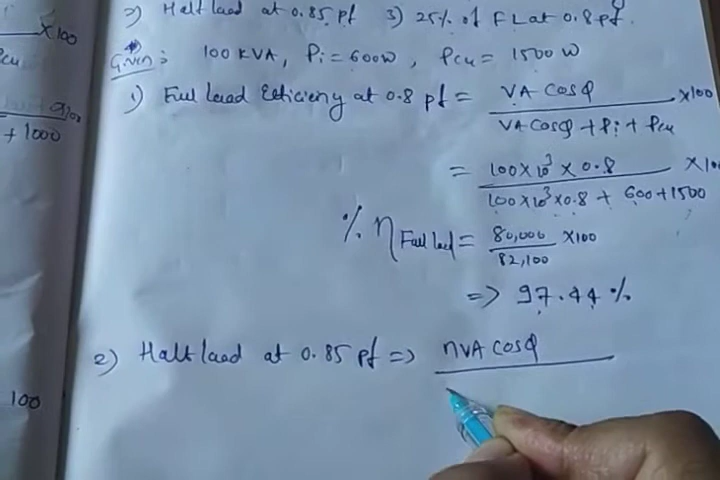 2) Half load at 0.85 pf 3) 25% of FL at 0.8 pf.
x100
Pcu
Given: 100 KVA, Pi = 600W, Pcu = 1500 W
1) Full load Efficieny at 0.8 pf = VA Cosφ x100
VA Cosφ + Pi + Pcu
+ 1000
= 100x10³ x 0.8 x100
100x10³x0.8 + 600+1500
% η Full load = 80,000 x100
82,100
=> 97.44 %
2) Half load at 0.85 pf => nVA cosφ
100